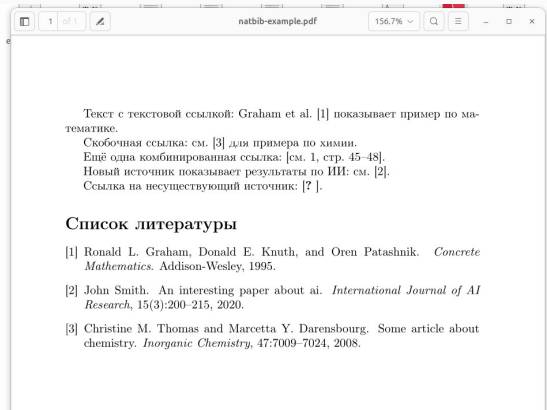 1 of 1
natbib-example.pdf
156.7%
Текст с текстовой ссылкой: Graham et al. [1] показывает пример по ма-
тематике.
Скобочная ссылка: см. [3] для примера по химии.
Ещё одна комбинированная ссылка: [см. 1, стр. 45–48].
Новый источник показывает результаты по ИИ: см. [2].
Ссылка на несуществующий источник: [? ].
Список литературы
[1] Ronald L. Graham, Donald E. Knuth, and Oren Patashnik. Concrete
Mathematics. Addison-Wesley, 1995.
[2] John Smith. An interesting paper about ai. International Journal of AI
Research, 15(3):200–215, 2020.
[3] Christine M. Thomas and Marcetta Y. Darensbourg. Some article about
chemistry. Inorganic Chemistry, 47:7009–7024, 2008.